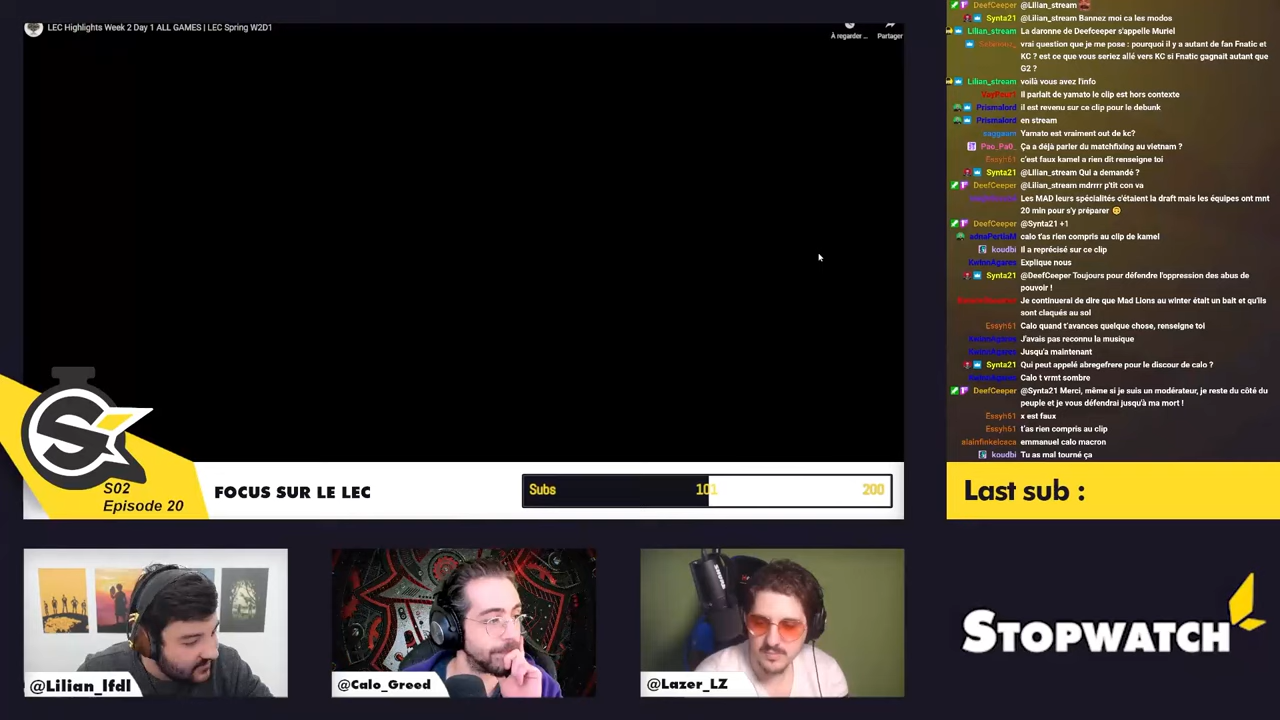 LEC Highlights Week 2 Day 1 ALL GAMES | LEC Spring W2D1
À regarder ...
Partager
S02
Episode 20
FOCUS SUR LE LEC
Subs
101
200
@Lilian_lfdl
@Calo_Greed
@Lazer_LZ
DeefCeeper @Lilian_stream
Synta21 @Lilian_stream Bannez moi ca les modos
Lilian_stream La daronne de Deefceeper s'appelle Muriel
vrai question que je me pose : pourquoi il y a autant de fan Fnatic et
KC ? est ce que vous seriez allé vers KC si Fnatic gagnait autant que
G2 ?
Lilian_stream voilà vous avez l'info
Il parlait de yamato le clip est hors contexte
Prismalord il est revenu sur ce clip pour le debunk
Prismalord en stream
saggaum Yamato est vraiment out de kc?
Pac_Pa0_ Ça a déjà parler du matchfixing au vietnam ?
Essyh61 c'est faux kamel a rien dit renseigne toi
Synta21 @Lilian_stream Qui a demandé ?
DeefCeeper @Lilian_stream mdrrr p'tit con va
Les MAD leurs spécialités c'étaient la draft mais les équipes ont mnt
20 min pour s'y préparer
DeefCeeper @Synta21 +1
adnaPertiaM calo t'as rien compris au clip de kamel
koudbi Il a reprécisé sur ce clip
KwinnAgares Explique nous
Synta21 @DeefCeeper Toujours pour défendre l'oppression des abus de
pouvoir !
Je continuerai de dire que Mad Lions au winter était un bait et qu'ils
sont claqués au sol
Essyh61 Calo quand t'avances quelque chose, renseigne toi
KwinnAgares J'avais pas reconnu la musique
KwinnAgares Jusqu'a maintenant
Synta21 Qui peut appelé abregefrere pour le discour de calo ?
KwinnAgares Calo t vrmt sombre
DeefCeeper @Synta21 Merci, même si je suis un modérateur, je reste du côté du
peuple et je vous défendrai jusqu'à ma mort !
Essyh61 x est faux
Essyh61 t'as rien compris au clip
alainfinkelceca emmanuel calo macron
koudbi Tu as mal tourné ça
Last sub :
STOPWATCH